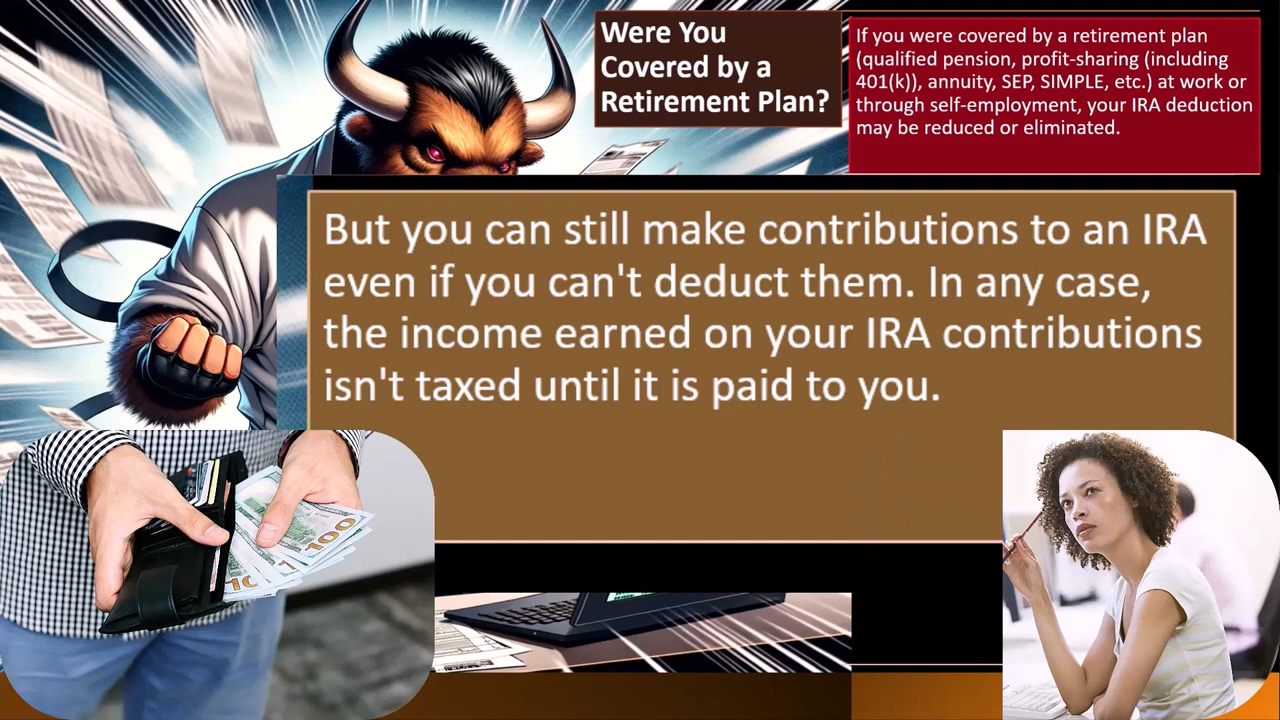 Were You
Covered by a
Retirement Plan?
If you were covered by a retirement plan
(qualified pension, profit-sharing (including
401(k)), annuity, SEP, SIMPLE, etc.) at work or
through self-employment, your IRA deduction
may be reduced or eliminated.
But you can still make contributions to an IRA
even if you can't deduct them. In any case,
the income earned on your IRA contributions
isn't taxed until it is paid to you.
100
10